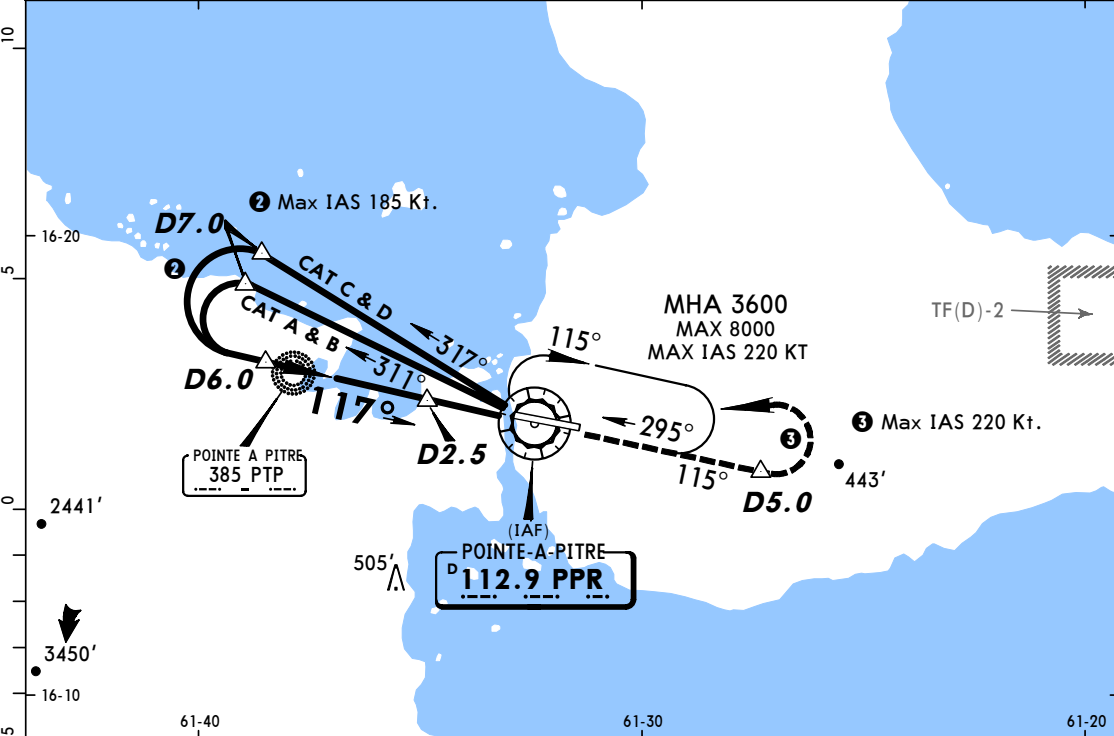 10
❷ Max IAS 185 Kt.
D7.0
16-20
❷
5
CAT C & D
CAT A & B
317°
311°
MHA 3600
MAX 8000
MAX IAS 220 KT
TF(D)-2
115°
D6.0
117°
D2.5
295°
❸
❸ Max IAS 220 Kt.
115°
443'
D5.0
POINTE A PITRE
385 PTP
2441'
0
(IAF)
POINTE-A-PITRE
D 112.9 PPR
505'
3450'
16-10
61-40
61-30
61-20
5